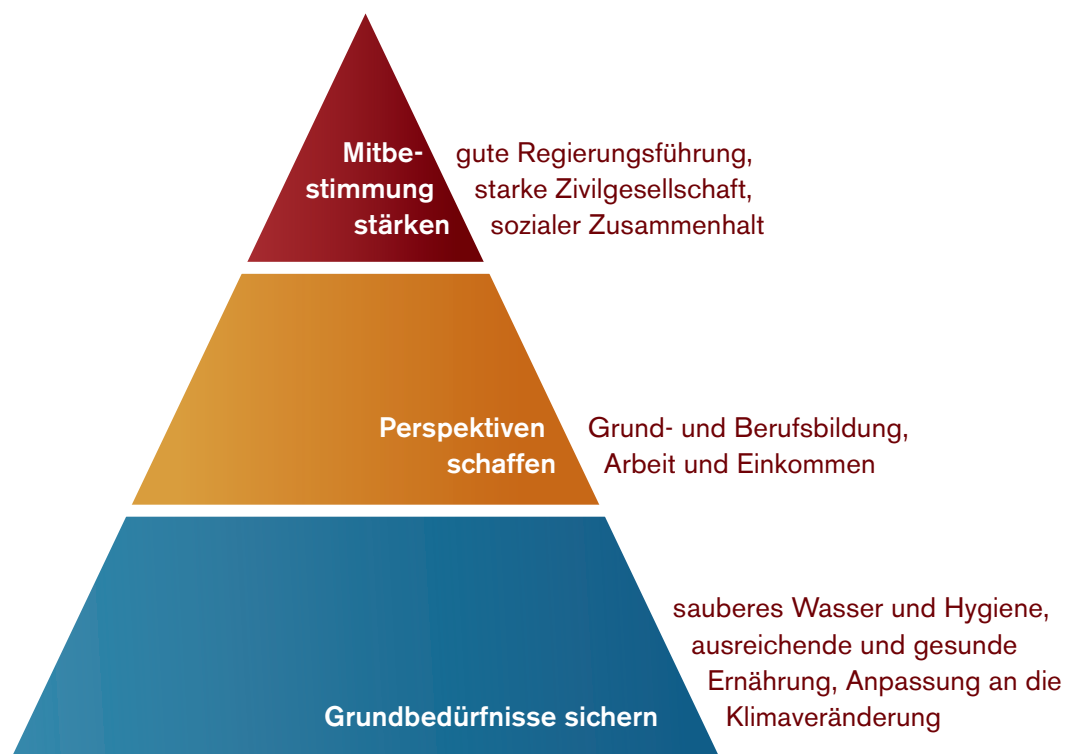 Mitbe-
stimmung
stärken
gute Regierungsführung,
starke Zivilgesellschaft,
sozialer Zusammenhalt
Perspektiven
schaffen
Grund- und Berufsbildung,
Arbeit und Einkommen
Grundbedürfnisse sichern
sauberes Wasser und Hygiene,
ausreichende und gesunde
Ernährung, Anpassung an die
Klimaveränderung